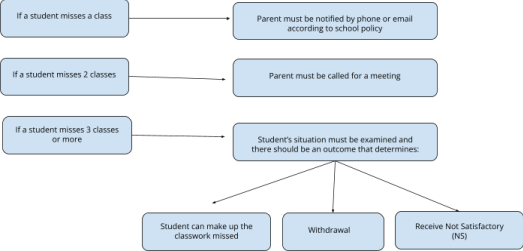 If a student misses a class
Parent must be notified by phone or email
according to school policy
If a student misses 2 classes
Parent must be called for a meeting
If a student misses 3 classes
or more
Student's situation must be examined and
there should be an outcome that determines:
Student can make up the
classwork missed
Withdrawal
Receive Not Satisfactory
(NS)